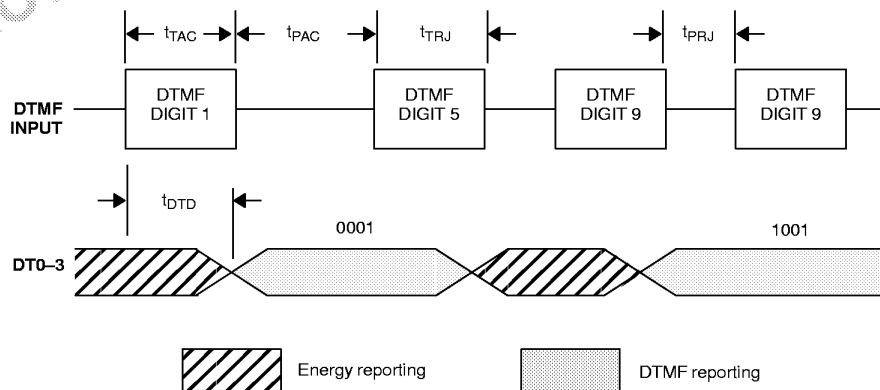 tTAC tPAC tTRJ tPRJ
DTMF INPUT
DTMF DIGIT 1
DTMF DIGIT 5
DTMF DIGIT 9
DTMF DIGIT 9
tDTD
0001 1001
DT0–3
Energy reporting DTMF reporting